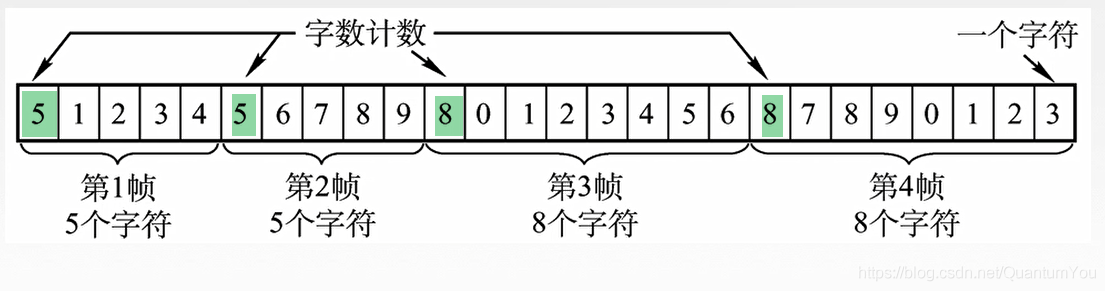 字数计数
一个字符
5 1 2 3 4 5 6 7 8 9 8 0 1 2 3 4 5 6 8 7 8 9 0 1 2 3
第1帧 第2帧 第3帧 第4帧
5个字符 5个字符 8个字符 8个字符
https://blog.csdn.net/QuantumYou